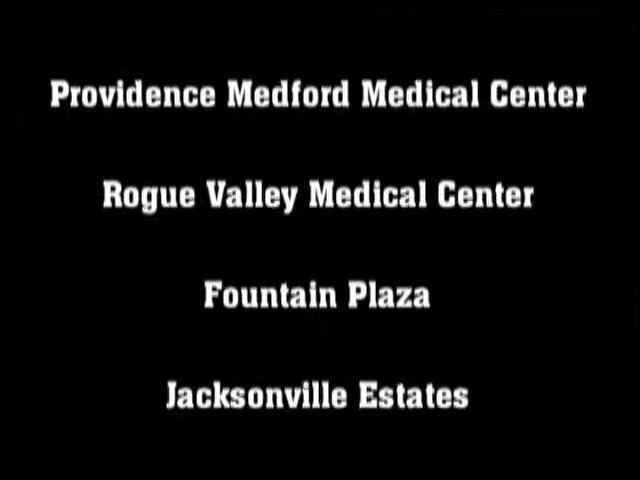 Providence Medford Medical Center
Rogue Valley Medical Center
Fountain Plaza
Jacksonville Estates